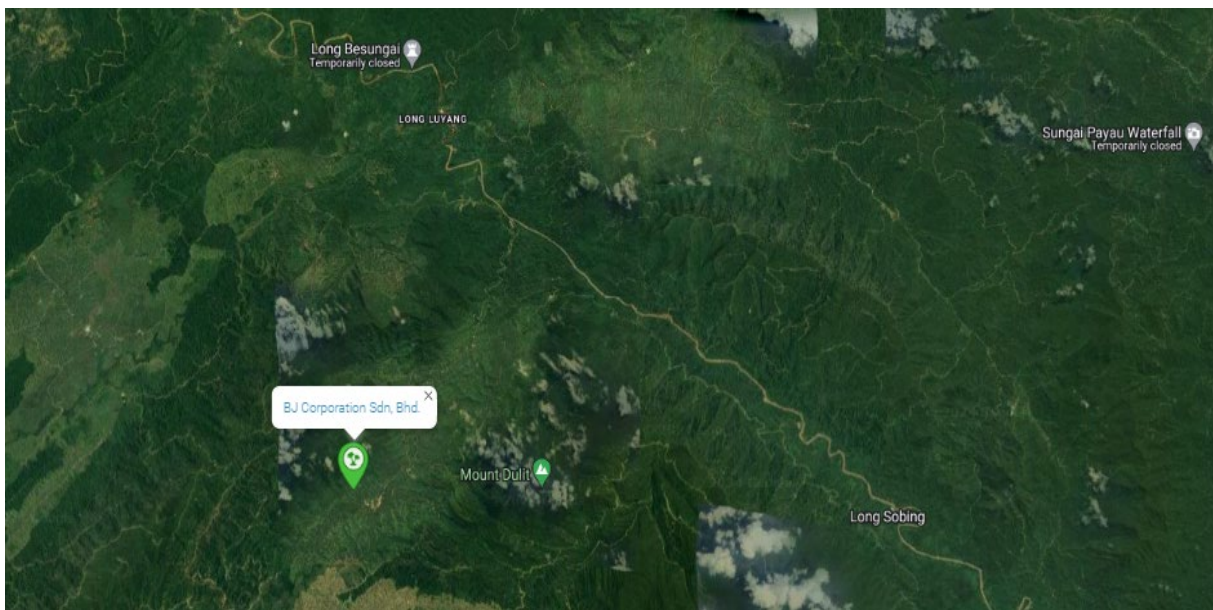 Long Besungai
Temporarily closed
LONG LUYANG
Sungai Payau Waterfall
Temporarily closed
X
BJ Corporation Sdn, Bhd.
Mount Dulit
Long Sobing